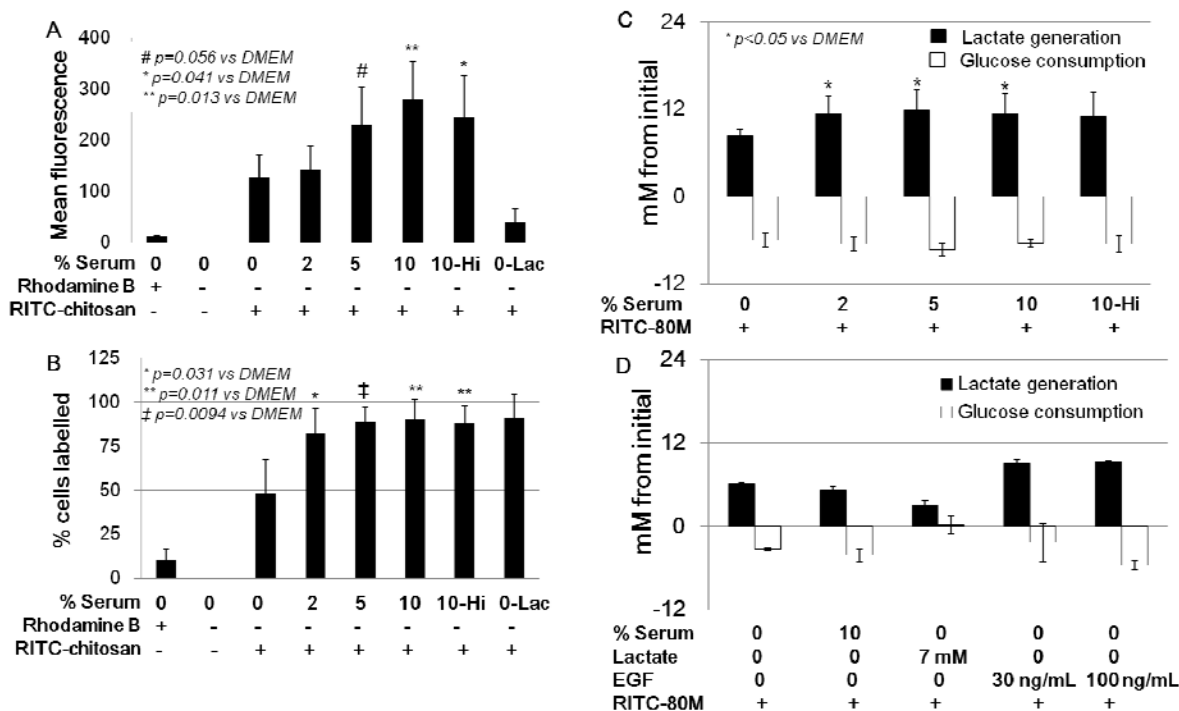 A
400
300
200
100
0
Mean fluorescence
# p=0.056 vs DMEM
* p=0.041 vs DMEM
** p=0.013 vs DMEM
#
**
*
% Serum 0 0 0 2 5 10 10-Hi 0-Lac
Rhodamine B + - - - - - - -
RITC-chitosan - - + + + + + +
B
125
100
75
50
25
0
% cells labelled
* p=0.031 vs DMEM
** p=0.011 vs DMEM
‡ p=0.0094 vs DMEM
*
‡
**
**
% Serum 0 0 0 2 5 10 10-Hi 0-Lac
Rhodamine B + - - - - - - -
RITC-chitosan - - + + + + + +
C
24
12
0
-12
mM from initial
* p<0.05 vs DMEM
Lactate generation
Glucose consumption
*
*
*
% Serum 0 2 5 10 10-Hi
RITC-80M + + + + +
D
24
12
0
-12
mM from initial
Lactate generation
Glucose consumption
% Serum 0 10 0 0 0
Lactate 0 0 7 mM 0 0
EGF 0 0 0 30 ng/mL 100 ng/mL
RITC-80M + + + + +